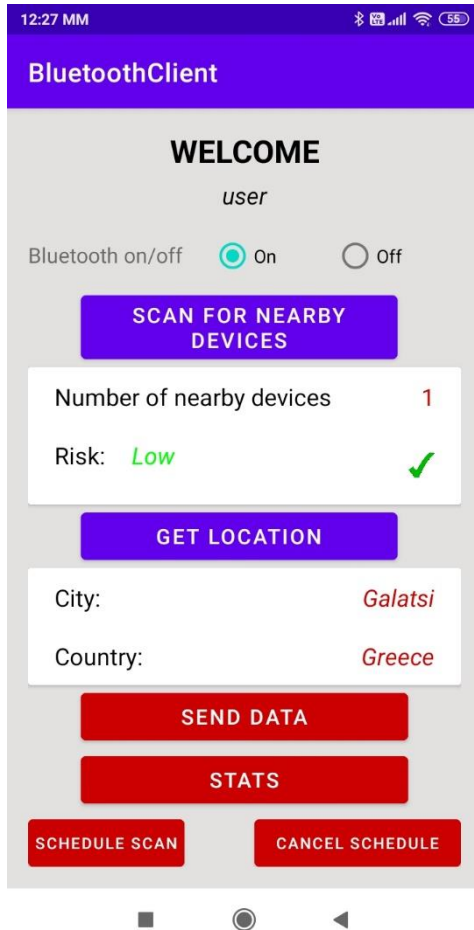 12:27 MM 55
BluetoothClient
WELCOME
user
Bluetooth on/off On Off
SCAN FOR NEARBY
DEVICES
Number of nearby devices 1
Risk: Low
GET LOCATION
City: Galatsi
Country: Greece
SEND DATA
STATS
SCHEDULE SCAN CANCEL SCHEDULE